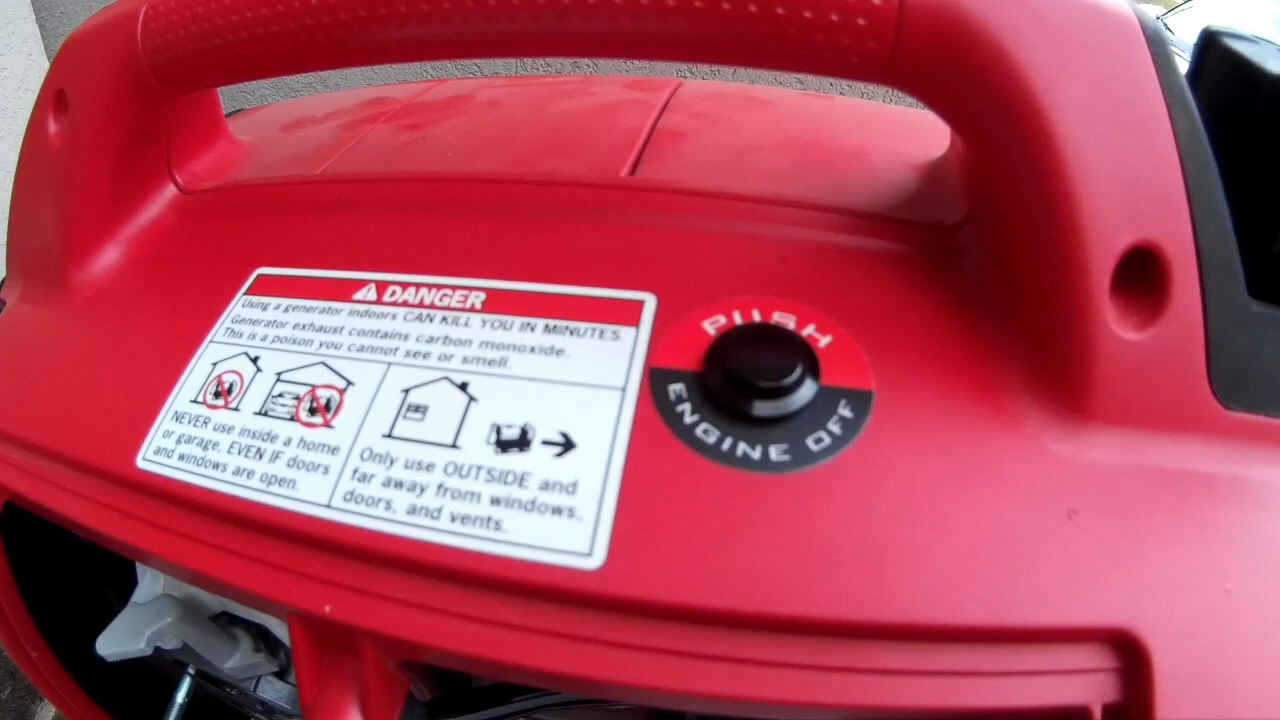 DANGER
Using a generator indoors CAN KILL YOU IN MINUTES.
Generator exhaust contains carbon monoxide.
This is a poison you cannot see or smell.
NEVER use inside a home
or garage, EVEN IF doors
and windows are open.
Only use OUTSIDE and
far away from windows,
doors, and vents.
PUSH
ENGINE OFF